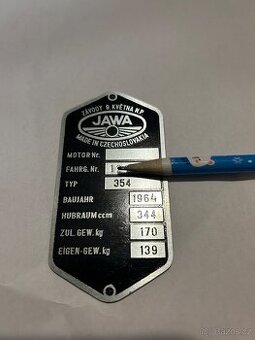 ZÁVODY 9. KVĚTNA N.P.
JAWA
MADE IN CZECHOSLOVAKIA
MOTOR Nr.
FAHRG. Nr. 1
TYP 354
BAUJAHR 1964
HUBRAUM ccm 344
ZUL. GEW. kg 170
EIGEN-GEW. kg 139